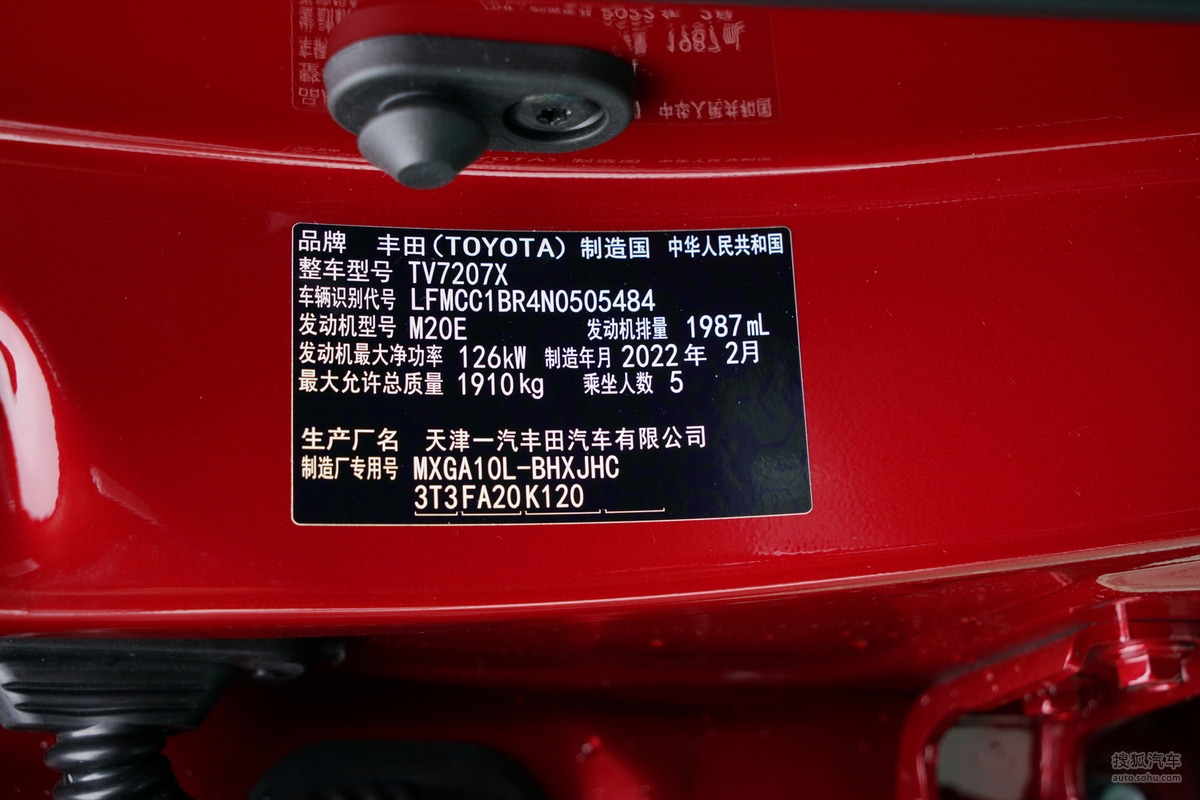 品牌 丰田(TOYOTA) 制造国 中华人民共和国
整车型号 TV7207X
车辆识别代号 LFMCC1BR4N0505484
发动机型号 M20E 发动机排量 1987mL
发动机最大净功率 126kW 制造年月 2022年 2月
最大允许总质量 1910kg 乘坐人数 5
生产厂名 天津一汽丰田汽车有限公司
制造厂专用号 MXGA10L-BHXJHC
3T3FA20K120
搜狐汽车
auto.sohu.com